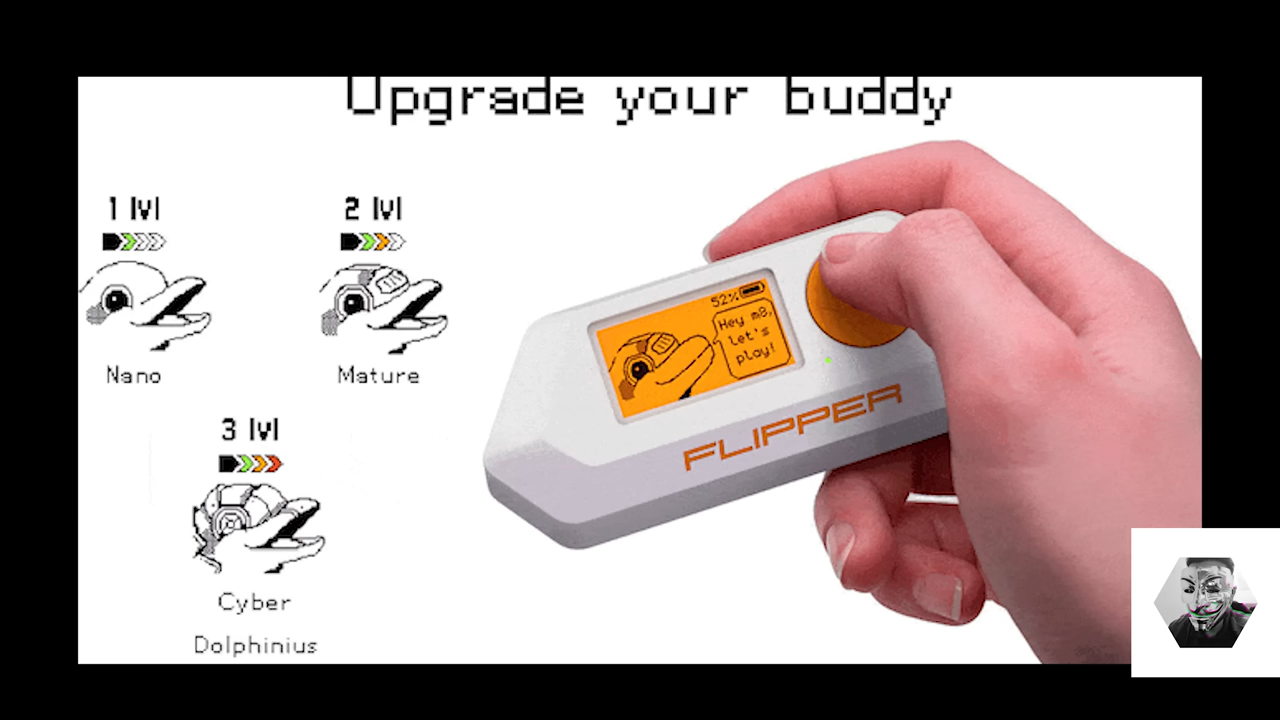 Upgrade your buddy
1 lvl
2 lvl
Nano
Mature
3 lvl
Cyber
Dolphinius
52%
Hey m8,
let's
play!
FLIPPER